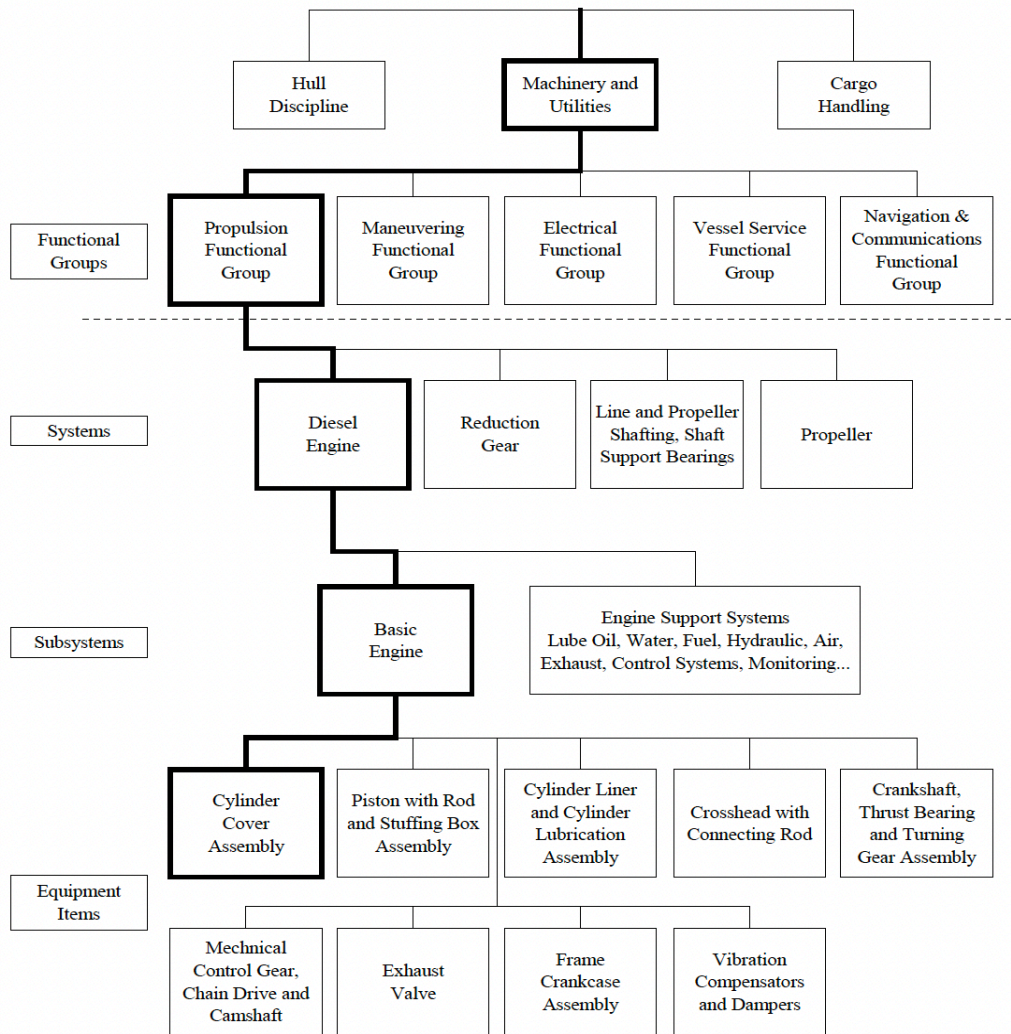 Hull
Discipline
Machinery and
Utilities
Cargo
Handling
Functional
Groups
Propulsion
Functional
Group
Maneuvering
Functional
Group
Electrical
Functional
Group
Vessel Service
Functional
Group
Navigation &
Communications
Functional
Group
Systems
Diesel
Engine
Reduction
Gear
Line and Propeller
Shafting, Shaft
Support Bearings
Propeller
Subsystems
Basic
Engine
Engine Support Systems
Lube Oil, Water, Fuel, Hydraulic, Air,
Exhaust, Control Systems, Monitoring...
Equipment
Items
Cylinder
Cover
Assembly
Piston with Rod
and Stuffing Box
Assembly
Cylinder Liner
and Cylinder
Lubrication
Assembly
Crosshead with
Connecting Rod
Crankshaft,
Thrust Bearing
and Turning
Gear Assembly
Mechnical
Control Gear,
Chain Drive and
Camshaft
Exhaust
Valve
Frame
Crankcase
Assembly
Vibration
Compensators
and Dampers